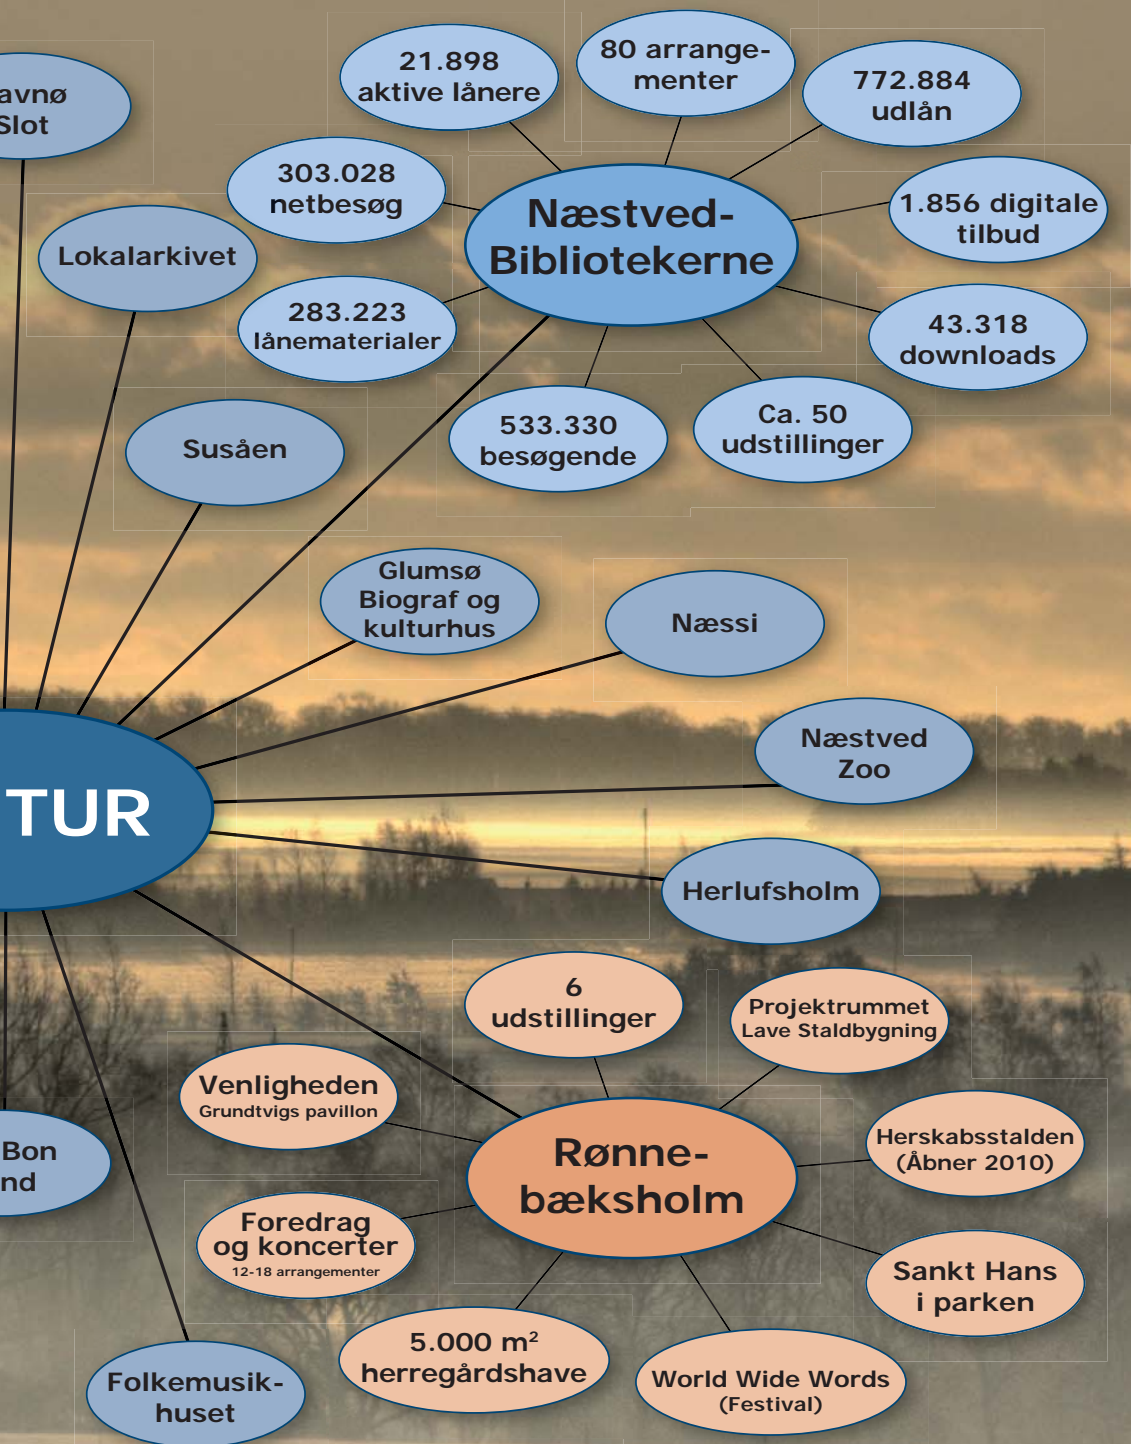 avnø
Slot
Lokalarkivet
Susåen
21.898
aktive lånere
80 arrange-
menter
772.884
udlån
303.028
netbesøg
Næstved-
Bibliotekerne
1.856 digitale
tilbud
283.223
lånematerialer
43.318
downloads
533.330
besøgende
Ca. 50
udstillinger
Glumsø
Biograf og
kulturhus
Næssi
Næstved
Zoo
TUR
Herlufsholm
6
udstillinger
Projektrummet
Lave Staldbygning
Venligheden
Grundtvigs pavillon
Rønne-
bæksholm
Herskabsstalden
(Åbner 2010)
Bon
nd
Foredrag
og koncerter
12-18 arrangementer
Sankt Hans
i parken
5.000 m²
herregårdshave
World Wide Words
(Festival)
Folkemusik-
huset